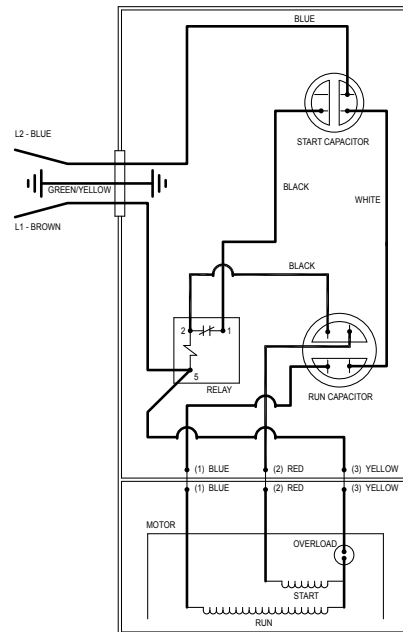 BLUE
L2 - BLUE
START CAPACITOR
GREEN/YELLOW
BLACK
WHITE
L1 - BROWN
BLACK
2
1
5
RELAY
RUN CAPACITOR
(1) BLUE
(2) RED
(3) YELLOW
(1) BLUE
(2) RED
(3) YELLOW
MOTOR
OVERLOAD
START
RUN